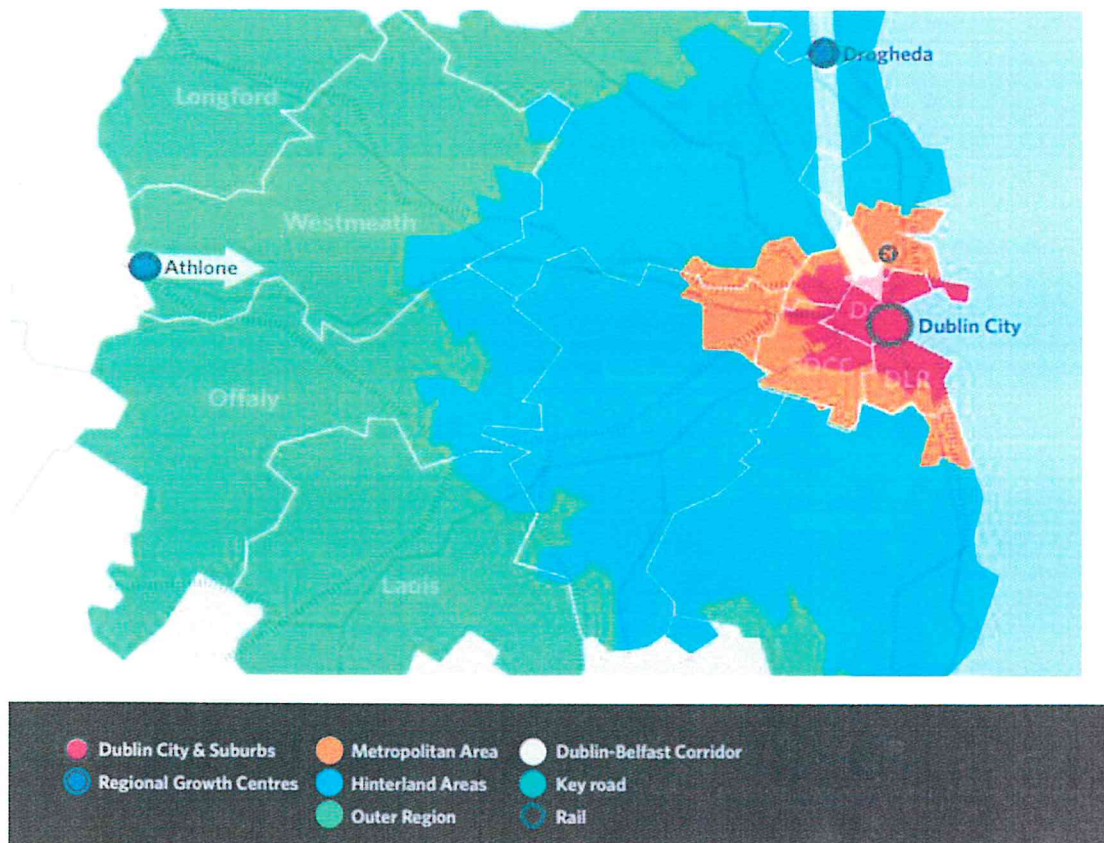 Longford
Drogheda
Westmeath
Athlone
Dublin City
DLR
Offaly
Laois
Dublin City & Suburbs
Metropolitan Area
Dublin-Belfast Corridor
Regional Growth Centres
Hinterland Areas
Key road
Outer Region
Rail